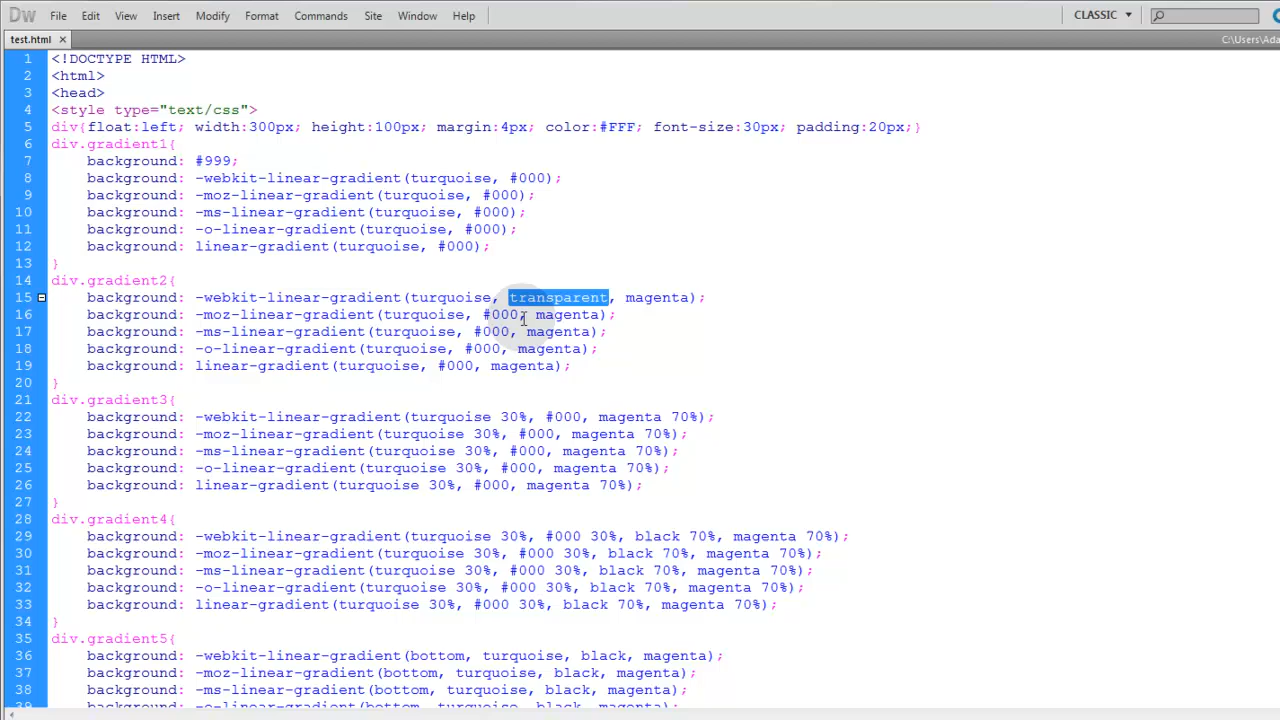 Dw File Edit View Insert Modify Format Commands Site Window Help CLASSIC
test.html × C:\Users\Ada
1 <!DOCTYPE HTML>
2 <html>
3 <head>
4 <style type="text/css">
5 div{float:left; width:300px; height:100px; margin:4px; color:#FFF; font-size:30px; padding:20px;}
6 div.gradient1{
7 background: #999;
8 background: -webkit-linear-gradient(turquoise, #000);
9 background: -moz-linear-gradient(turquoise, #000);
10 background: -ms-linear-gradient(turquoise, #000);
11 background: -o-linear-gradient(turquoise, #000);
12 background: linear-gradient(turquoise, #000);
13 }
14 div.gradient2{
15 background: -webkit-linear-gradient(turquoise, transparent, magenta);
16 background: -moz-linear-gradient(turquoise, #000, magenta);
17 background: -ms-linear-gradient(turquoise, #000, magenta);
18 background: -o-linear-gradient(turquoise, #000, magenta);
19 background: linear-gradient(turquoise, #000, magenta);
20 }
21 div.gradient3{
22 background: -webkit-linear-gradient(turquoise 30%, #000, magenta 70%);
23 background: -moz-linear-gradient(turquoise 30%, #000, magenta 70%);
24 background: -ms-linear-gradient(turquoise 30%, #000, magenta 70%);
25 background: -o-linear-gradient(turquoise 30%, #000, magenta 70%);
26 background: linear-gradient(turquoise 30%, #000, magenta 70%);
27 }
28 div.gradient4{
29 background: -webkit-linear-gradient(turquoise 30%, #000 30%, black 70%, magenta 70%);
30 background: -moz-linear-gradient(turquoise 30%, #000 30%, black 70%, magenta 70%);
31 background: -ms-linear-gradient(turquoise 30%, #000 30%, black 70%, magenta 70%);
32 background: -o-linear-gradient(turquoise 30%, #000 30%, black 70%, magenta 70%);
33 background: linear-gradient(turquoise 30%, #000 30%, black 70%, magenta 70%);
34 }
35 div.gradient5{
36 background: -webkit-linear-gradient(bottom, turquoise, black, magenta);
37 background: -moz-linear-gradient(bottom, turquoise, black, magenta);
38 background: -ms-linear-gradient(bottom, turquoise, black, magenta);
39 background: -o-linear-gradient(bottom, turquoise, black, magenta);